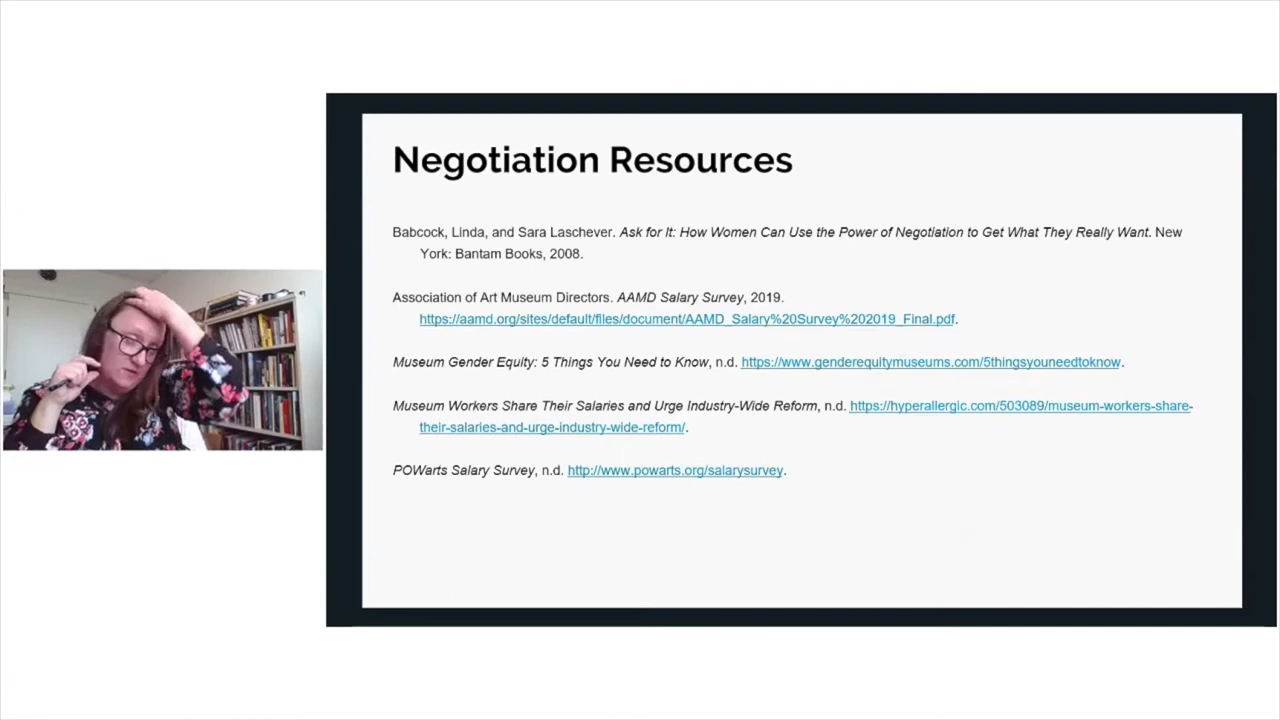 Negotiation Resources
Babcock, Linda, and Sara Laschever. Ask for It: How Women Can Use the Power of Negotiation to Get What They Really Want. New
York: Bantam Books, 2008.
Association of Art Museum Directors. AAMD Salary Survey, 2019.
https://aamd.org/sites/default/files/document/AAMD_Salary%20Survey%202019_Final.pdf.
Museum Gender Equity: 5 Things You Need to Know, n.d. https://www.genderequitymuseums.com/5thingsyouneedtoknow.
Museum Workers Share Their Salaries and Urge Industry-Wide Reform, n.d. https://hyperallergic.com/503089/museum-workers-share-
their-salaries-and-urge-industry-wide-reform/.
POWarts Salary Survey, n.d. http://www.powarts.org/salarysurvey.